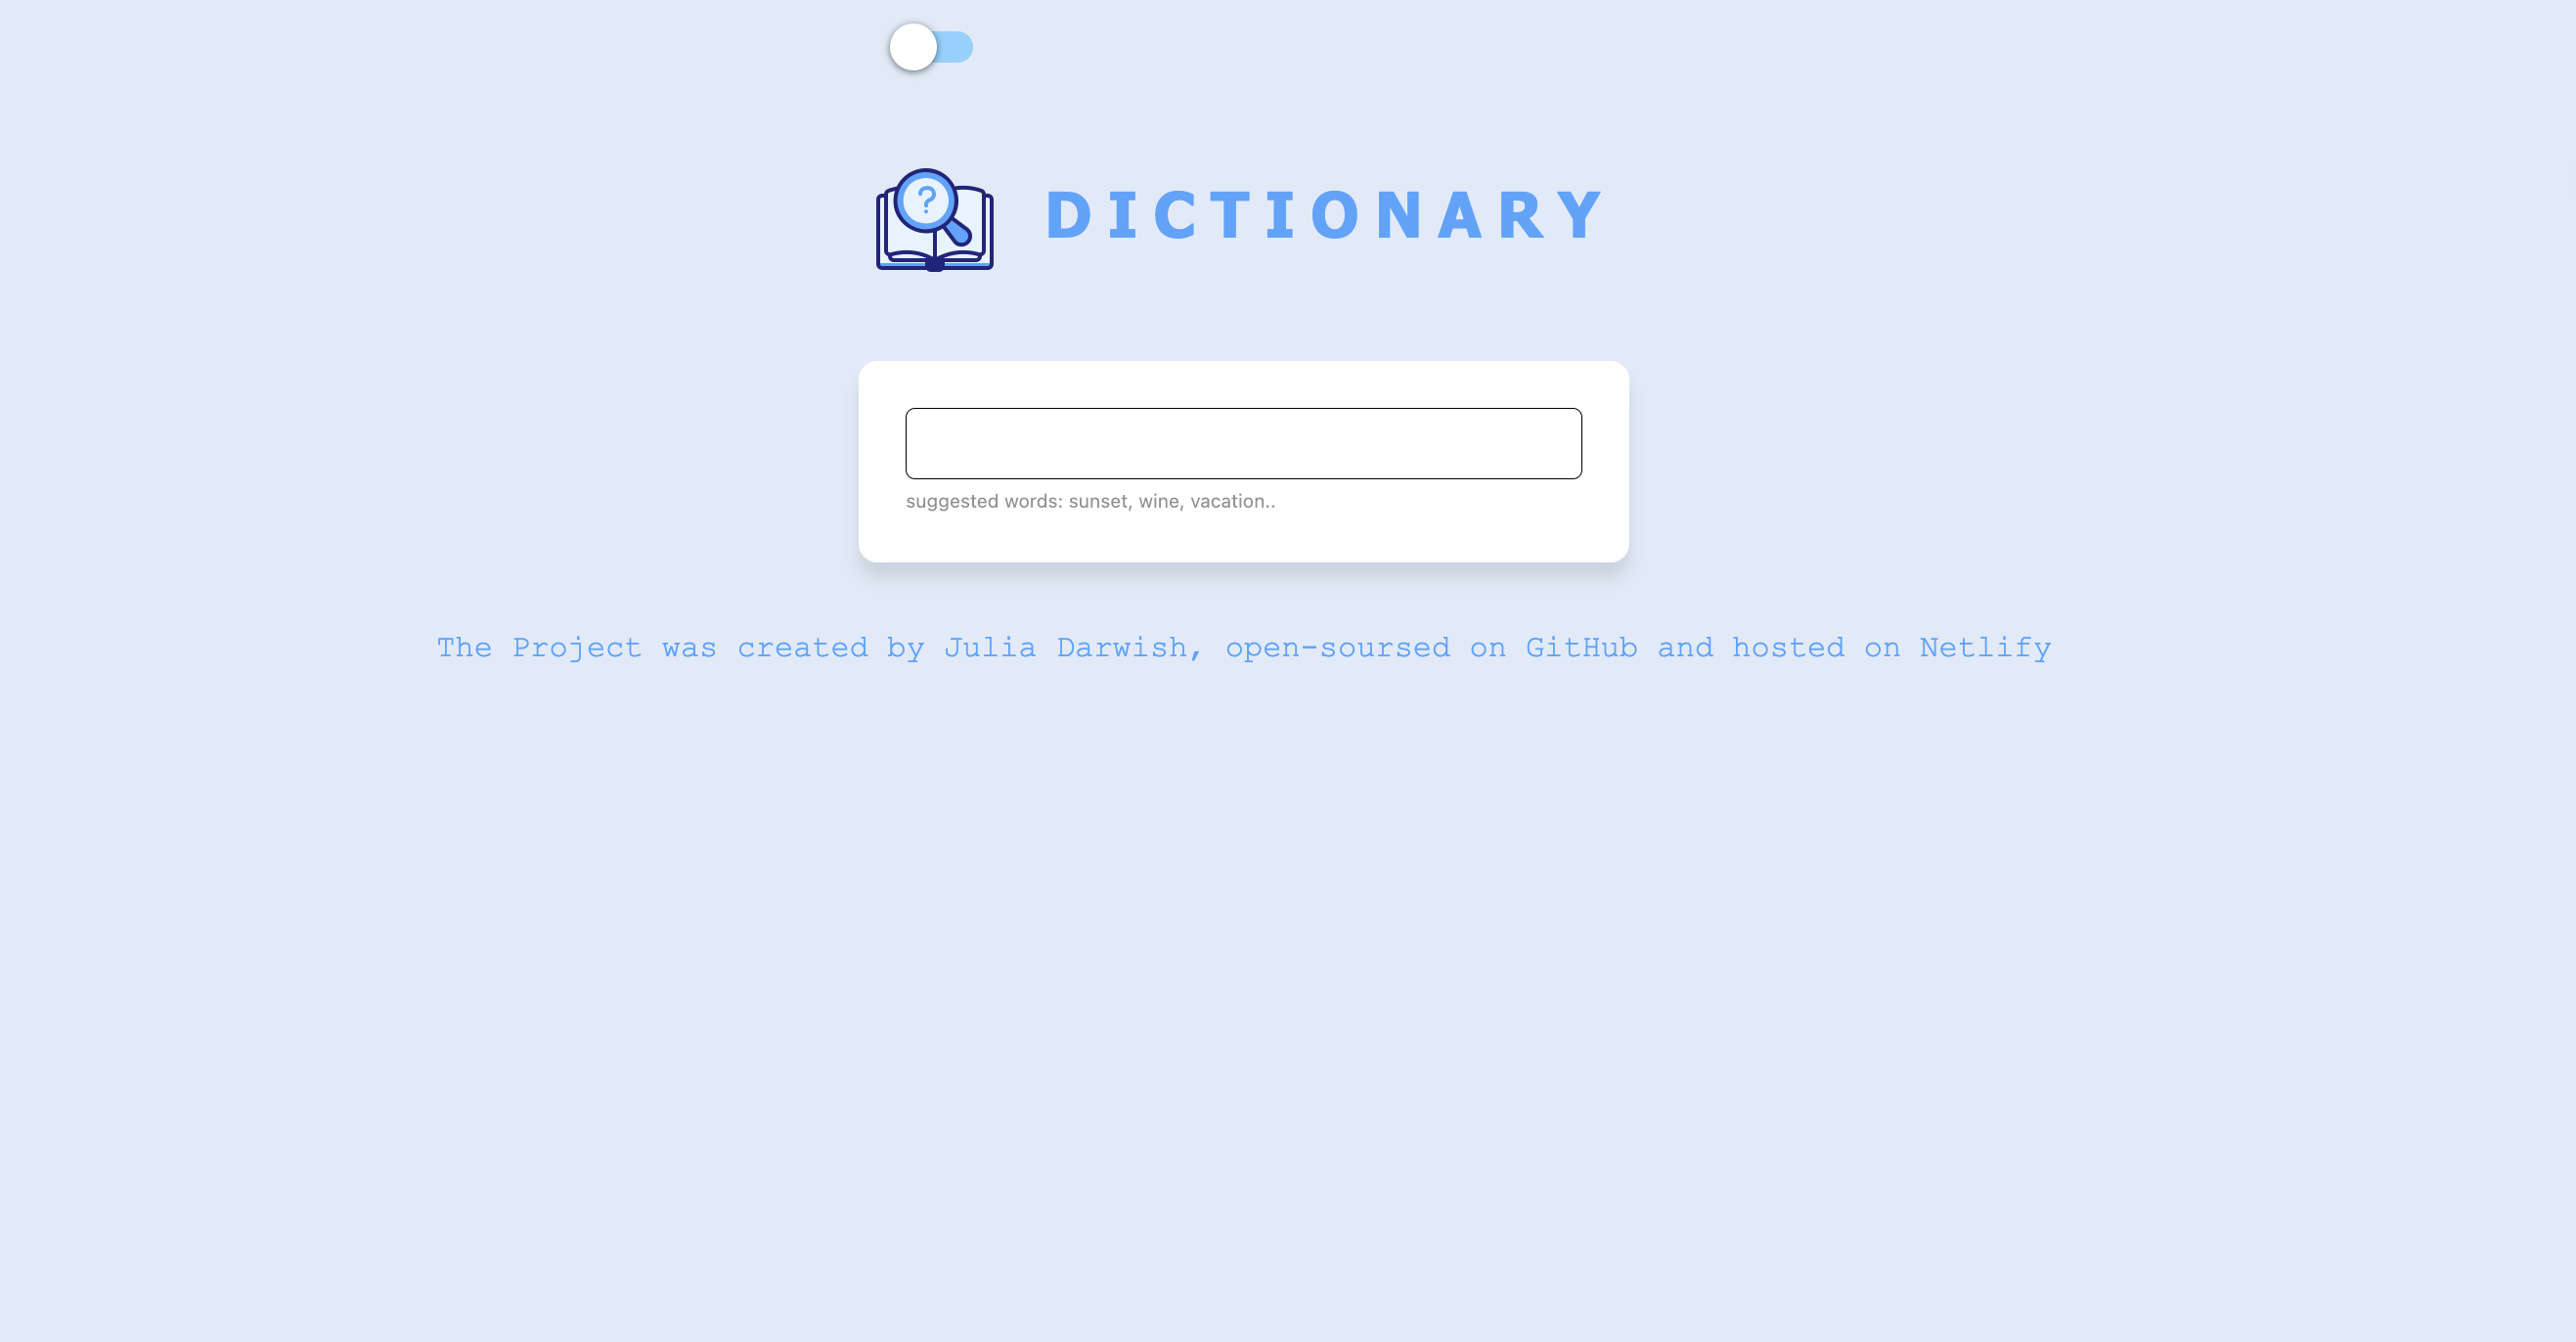 ?
DICTIONARY
suggested words: sunset, wine, vacation..
The Project was created by Julia Darwish, open-soursed on GitHub and hosted on Netlify